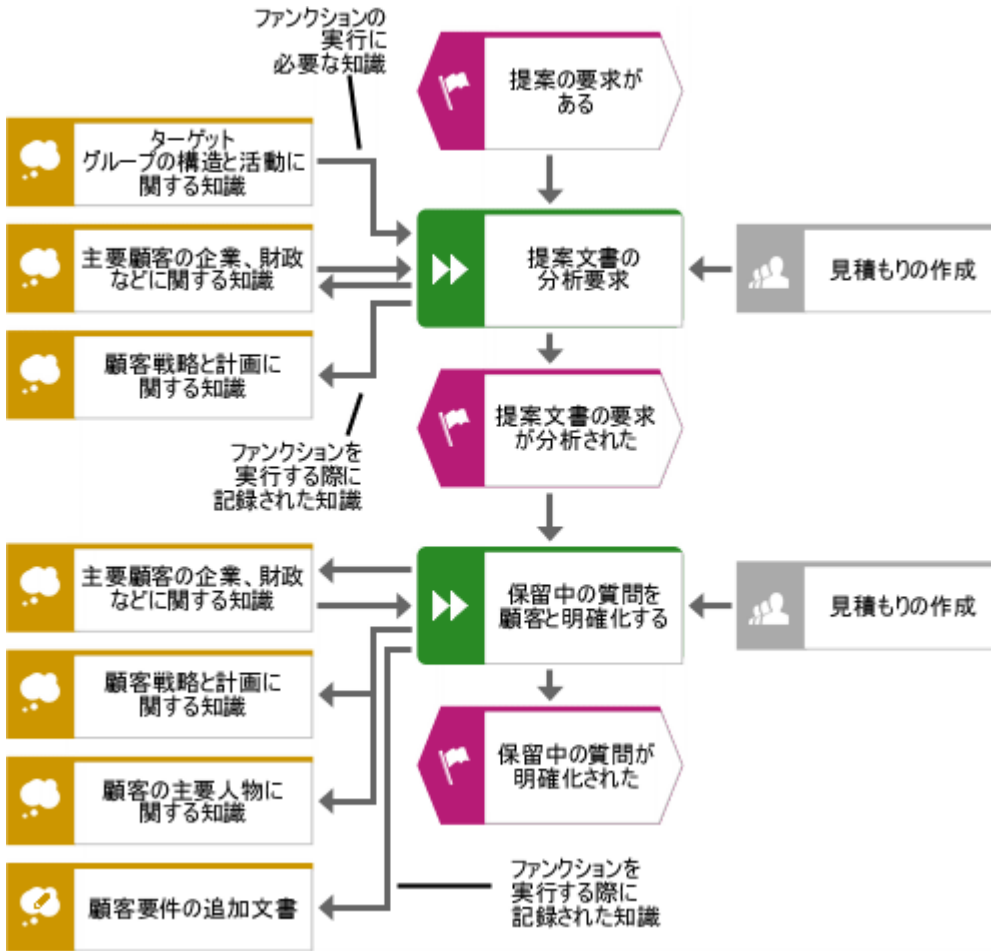 ファンクションの
実行に
必要な知識
提案の要求が
ある
ターゲット
グループの構造と活動に
関する知識
主要顧客の企業、財政
などに関する知識
提案文書の
分析要求
見積もりの作成
顧客戦略と計画に
関する知識
提案文書の要求
が分析された
ファンクションを
実行する際に
記録された知識
主要顧客の企業、財政
などに関する知識
保留中の質問を
顧客と明確化する
見積もりの作成
顧客戦略と計画に
関する知識
保留中の質問が
明確化された
顧客の主要人物に
関する知識
顧客要件の追加文書
ファンクションを
実行する際に
記録された知識